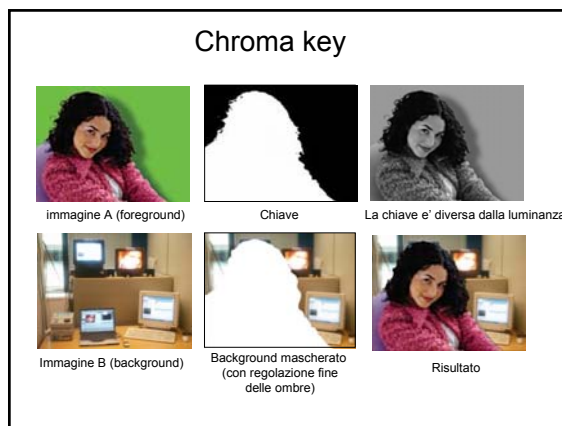 Chroma key
immagine A (foreground)
Chiave
La chiave e' diversa dalla luminanza
Immagine B (background)
Background mascherato
(con regolazione fine
delle ombre)
Risultato